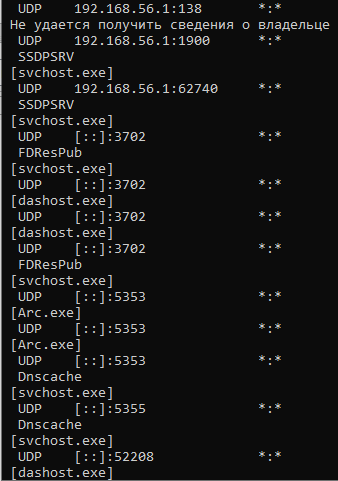 UDP    192.168.56.1:138       *:*
Не удается получить сведения о владельце
UDP    192.168.56.1:1900      *:*
SSDPSRV
[svchost.exe]
UDP    192.168.56.1:62740     *:*
SSDPSRV
[svchost.exe]
UDP    [::]:3702              *:*
FDResPub
[svchost.exe]
UDP    [::]:3702              *:*
[dashost.exe]
UDP    [::]:3702              *:*
[dashost.exe]
UDP    [::]:3702              *:*
FDResPub
[svchost.exe]
UDP    [::]:5353              *:*
[Arc.exe]
UDP    [::]:5353              *:*
[Arc.exe]
UDP    [::]:5353              *:*
Dnscache
[svchost.exe]
UDP    [::]:5355              *:*
Dnscache
[svchost.exe]
UDP    [::]:52208             *:*
[dashost.exe]